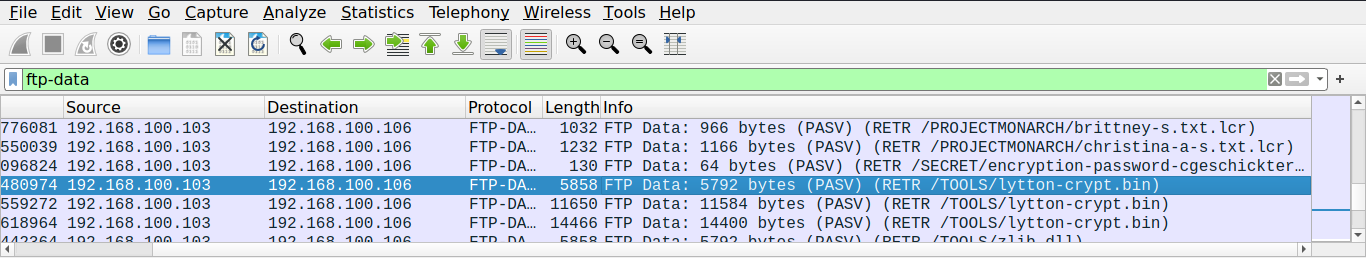 File Edit View Go Capture Analyze Statistics Telephony Wireless Tools Help
ftp-data
Source Destination Protocol Length Info
776081 192.168.100.103 192.168.100.106 FTP-DA… 1032 FTP Data: 966 bytes (PASV) (RETR /PROJECTMONARCH/brittney-s.txt.lcr)
550039 192.168.100.103 192.168.100.106 FTP-DA… 1232 FTP Data: 1166 bytes (PASV) (RETR /PROJECTMONARCH/christina-a-s.txt.lcr)
096824 192.168.100.103 192.168.100.106 FTP-DA… 130 FTP Data: 64 bytes (PASV) (RETR /SECRET/encryption-password-cgeschickter…
480974 192.168.100.103 192.168.100.106 FTP-DA… 5858 FTP Data: 5792 bytes (PASV) (RETR /TOOLS/lytton-crypt.bin)
559272 192.168.100.103 192.168.100.106 FTP-DA… 11650 FTP Data: 11584 bytes (PASV) (RETR /TOOLS/lytton-crypt.bin)
618964 192.168.100.103 192.168.100.106 FTP-DA… 14466 FTP Data: 14400 bytes (PASV) (RETR /TOOLS/lytton-crypt.bin)
442364 192.168.100.103 192.168.100.106 FTP-DA… 5858 FTP Data: 5792 bytes (PASV) (RETR /TOOLS/zlib.dll)